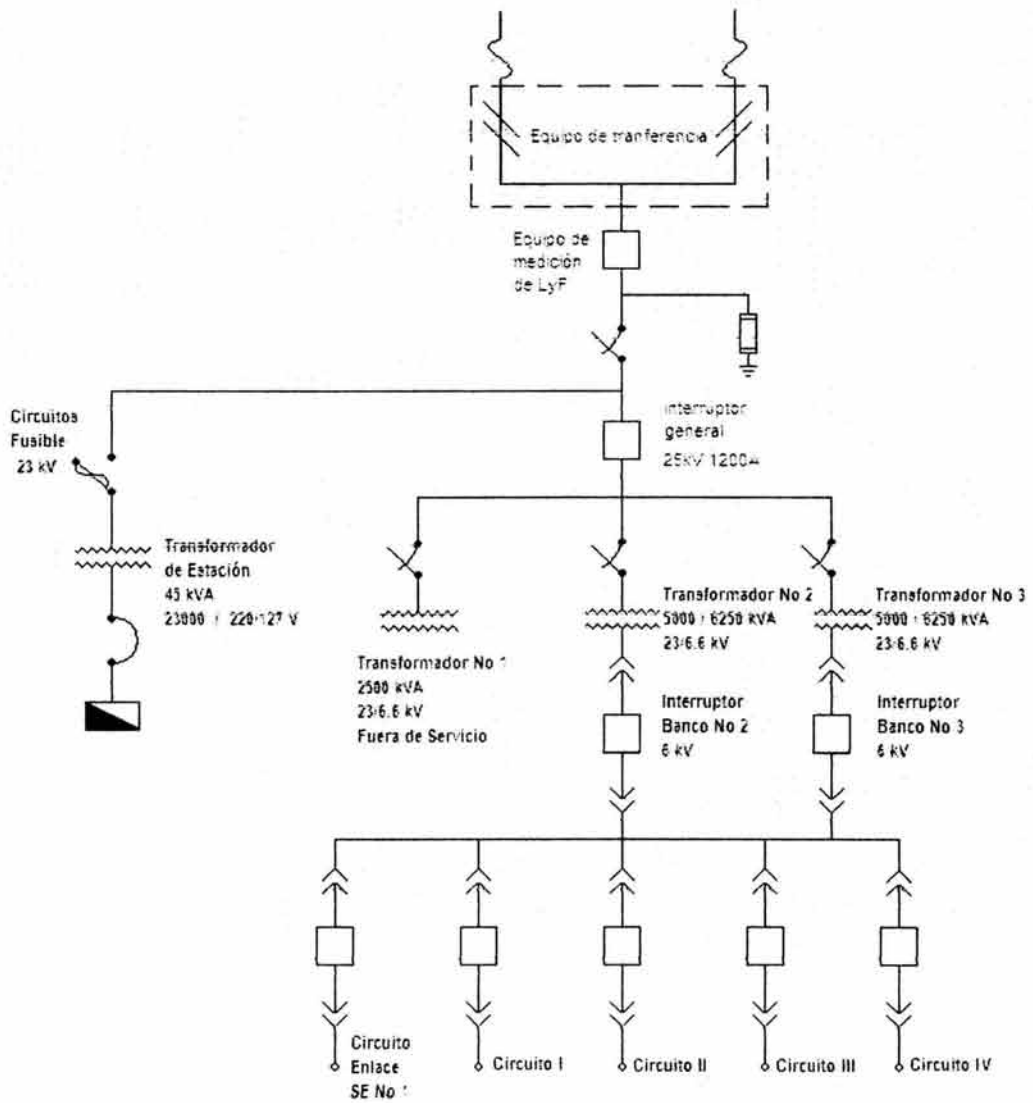 Equipo de tranferencia
Equipo de
medición
de LyF
Interruptor
general
25kV 1200A
Circuitos
Fusible
23 kV
Transformador
de Estación
45 kVA
23000 / 220/127 V
Transformador No 1
2500 kVA
23/6.6 kV
Fuera de Servicio
Transformador No 2
5000 / 6250 kVA
23/6.6 kV
Transformador No 3
5000 / 6250 kVA
23/6.6 kV
Interruptor
Banco No 2
6 kV
Interruptor
Banco No 3
6 kV
Circuito
Enlace
SE No 1
Circuito I
Circuito II
Circuito III
Circuito IV